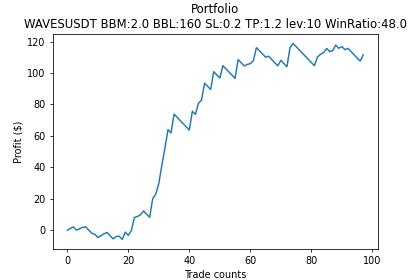 Portfolio
WAVESUSDT BBM:2.0 BBL:160 SL:0.2 TP:1.2 lev:10 WinRatio:48.0
120
100
80
60
40
20
0
Profit ($)
0 20 40 60 80 100
Trade counts